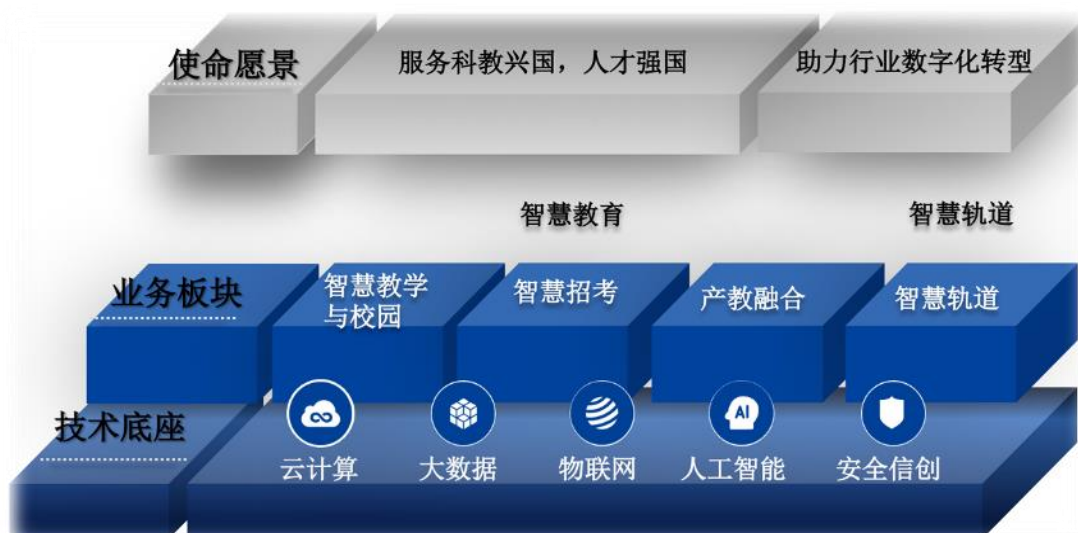 使命愿景
服务科教兴国，人才强国
助力行业数字化转型
智慧教育
智慧轨道
业务板块
智慧教学
与校园
智慧招考
产教融合
智慧轨道
技术底座
AI
云计算
大数据
物联网
人工智能
安全信创